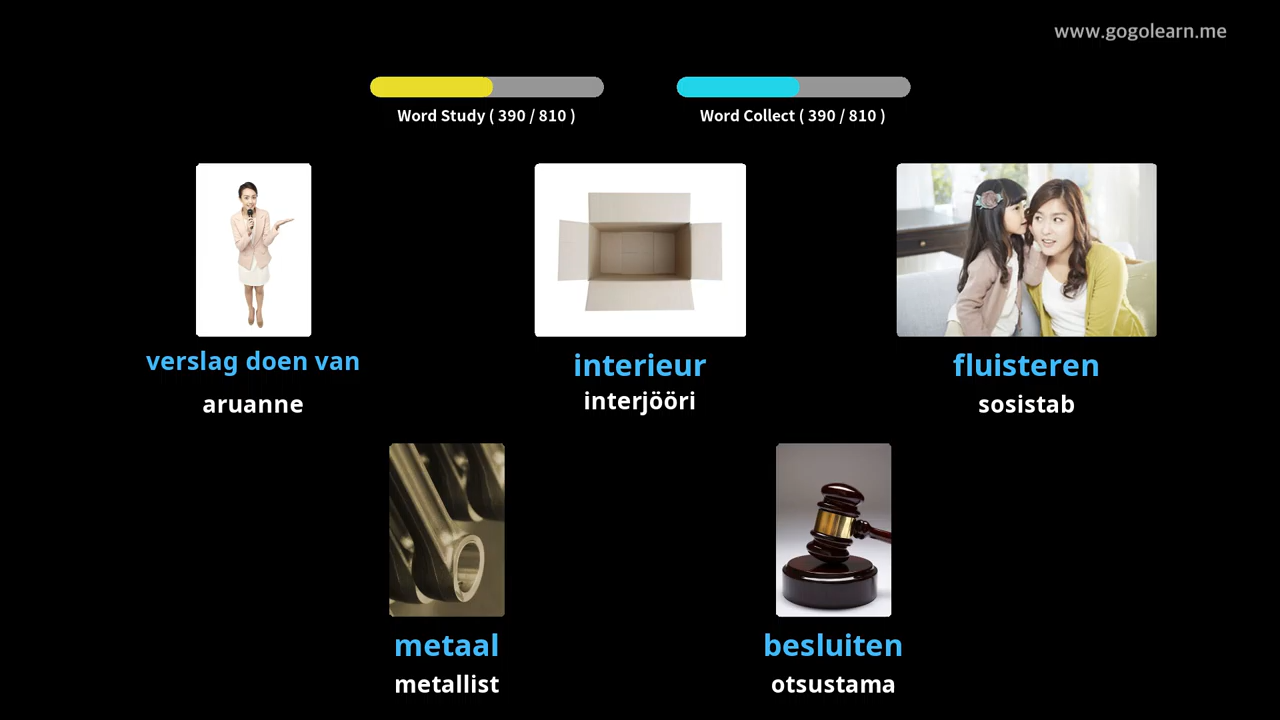 www.gogolearn.me
Word Study ( 390 / 810 )
Word Collect ( 390 / 810 )
verslag doen van
aruanne
interieur
interjööri
fluisteren
sosistab
metaal
metallist
besluiten
otsustama